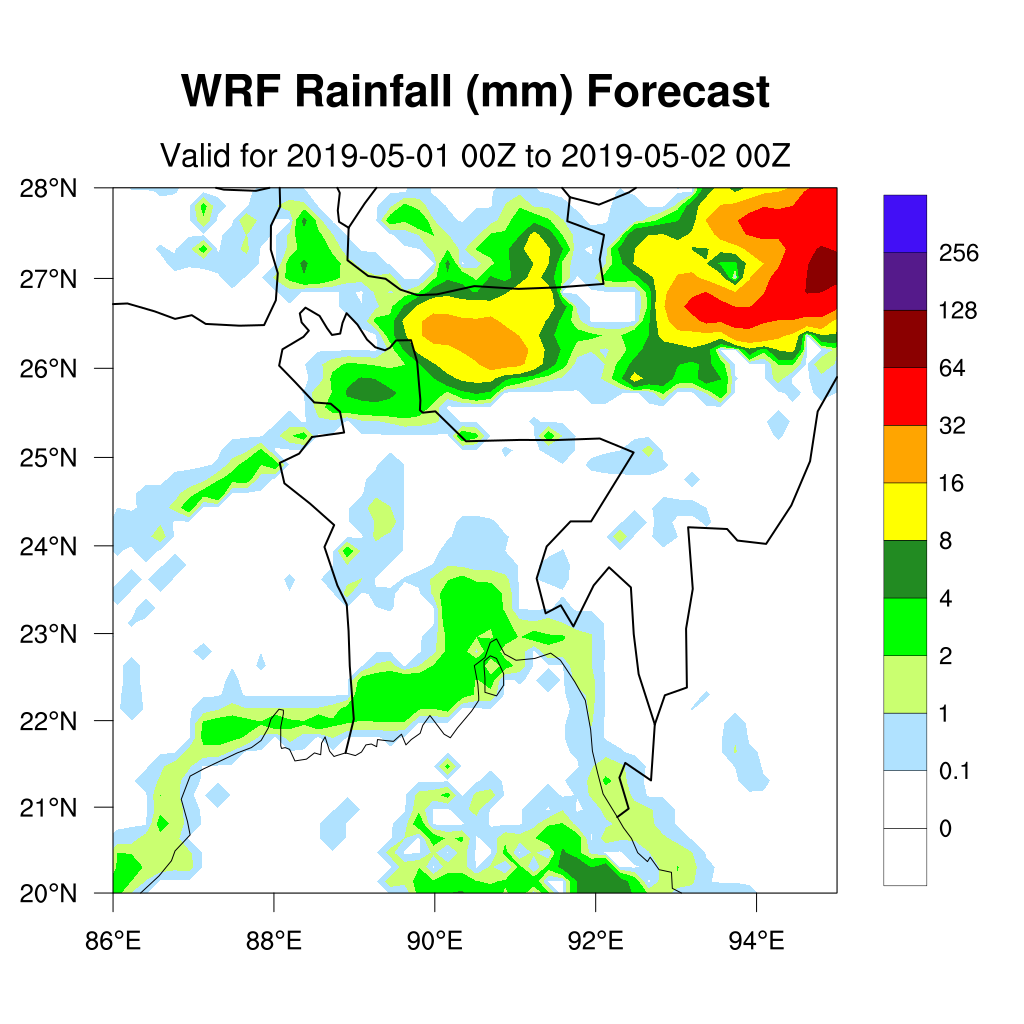 WRF Rainfall (mm) Forecast
Valid for 2019-05-01 00Z to 2019-05-02 00Z
28°N
27°N
26°N
25°N
24°N
23°N
22°N
21°N
20°N
86°E 88°E 90°E 92°E 94°E
256
128
64
32
16
8
4
2
1
0.1
0